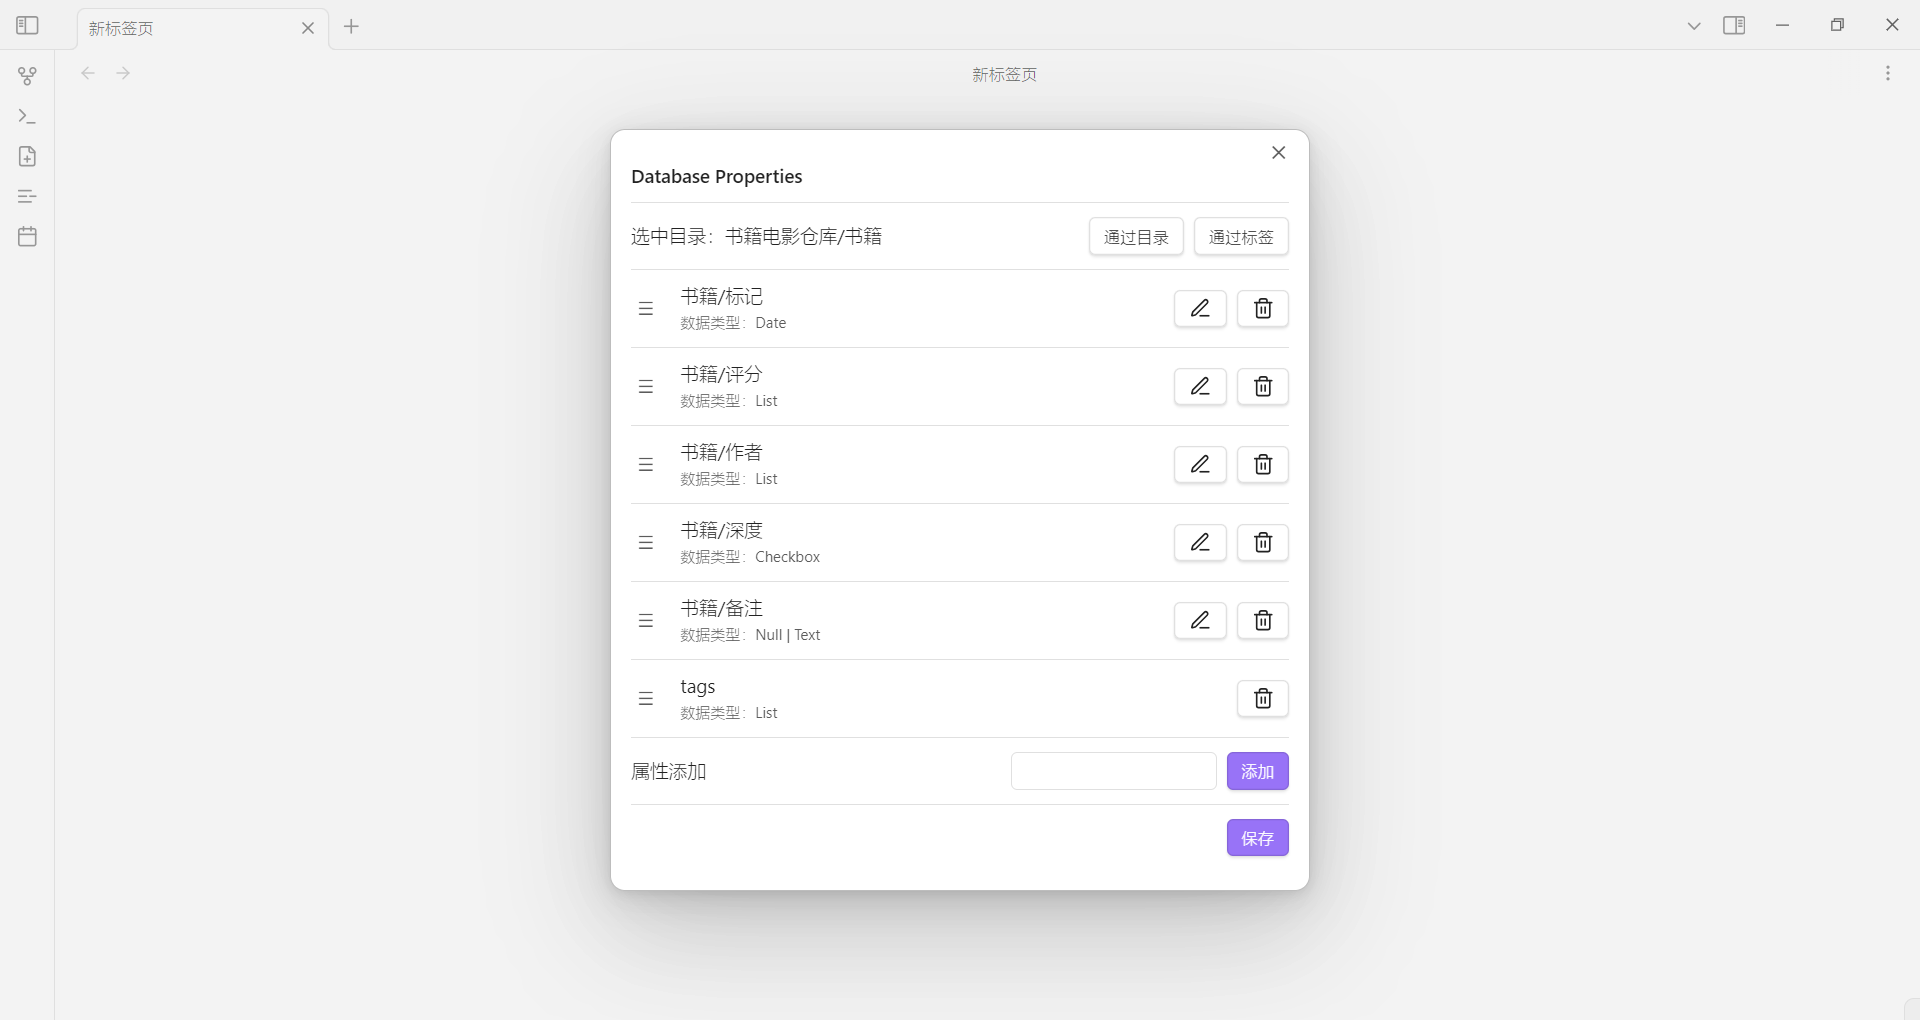 新标签页
新标签页
Database Properties
选中目录：书籍电影仓库/书籍
通过目录
通过标签
书籍/标记
数据类型：Date
书籍/评分
数据类型：List
书籍/作者
数据类型：List
书籍/深度
数据类型：Checkbox
书籍/备注
数据类型：Null | Text
tags
数据类型：List
属性添加
添加
保存